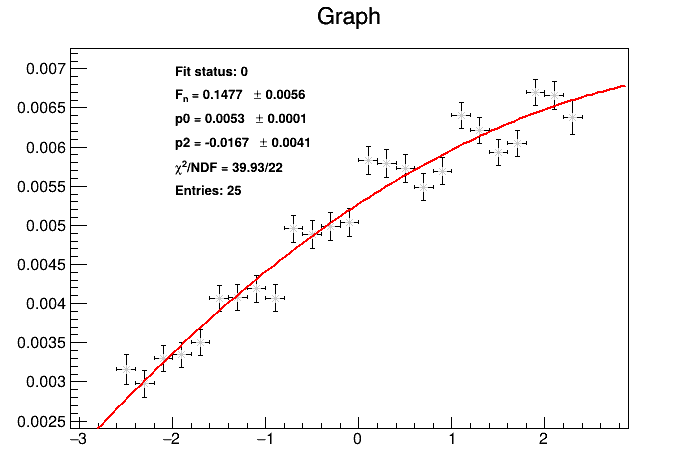 Graph
Fit status: 0
Fn = 0.1477 ± 0.0056
p0 = 0.0053 ± 0.0001
p2 = -0.0167 ± 0.0041
χ²/NDF = 39.93/22
Entries: 25
0.007
0.0065
0.006
0.0055
0.005
0.0045
0.004
0.0035
0.003
0.0025
−3 −2 −1 0 1 2